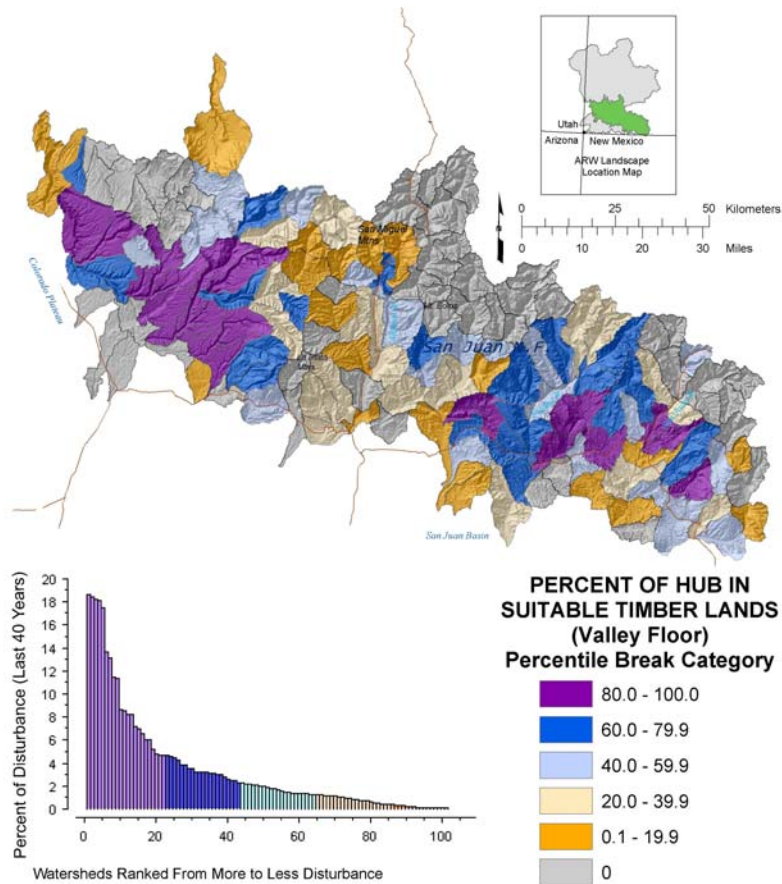 Utah
Arizona
New Mexico
ARW Landscape
Location Map
0
25
50
Kilometers
0
5
10
20
30
Miles
San Miguel
Mtns
Colorado Plateau
San Juan N.F.
Mtns
San Juan Basin
PERCENT OF HUB IN
SUITABLE TIMBER LANDS
(Valley Floor)
Percentile Break Category
80.0 - 100.0
60.0 - 79.9
40.0 - 59.9
20.0 - 39.9
0.1 - 19.9
0
Percent of Disturbance (Last 40 Years)
20
18
16
14
12
10
8
6
4
2
0
0
20
40
60
80
100
Watersheds Ranked From More to Less Disturbance